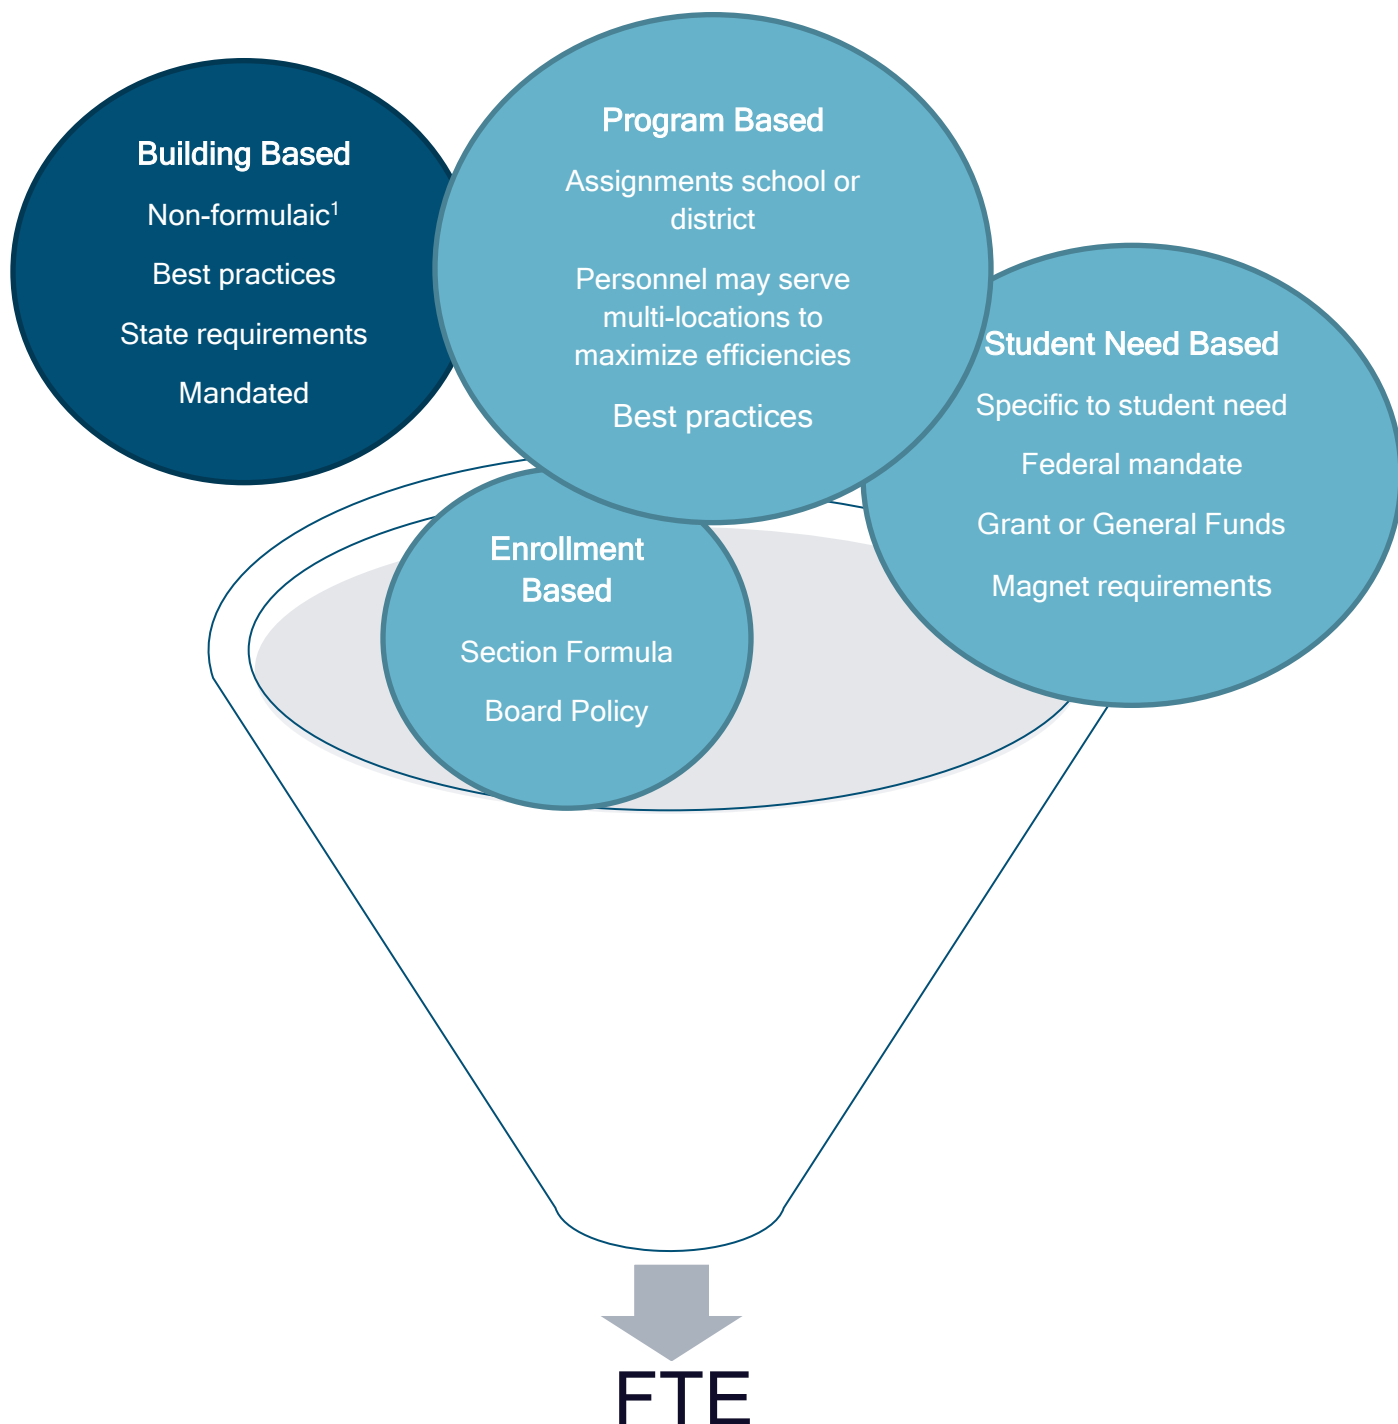 Building Based
Non-formulaic¹
Best practices
State requirements
Mandated
Program Based
Assignments school or
district
Personnel may serve
multi-locations to
maximize efficiencies
Best practices
Student Need Based
Specific to student need
Federal mandate
Grant or General Funds
Magnet requirements
Enrollment
Based
Section Formula
Board Policy
FTE